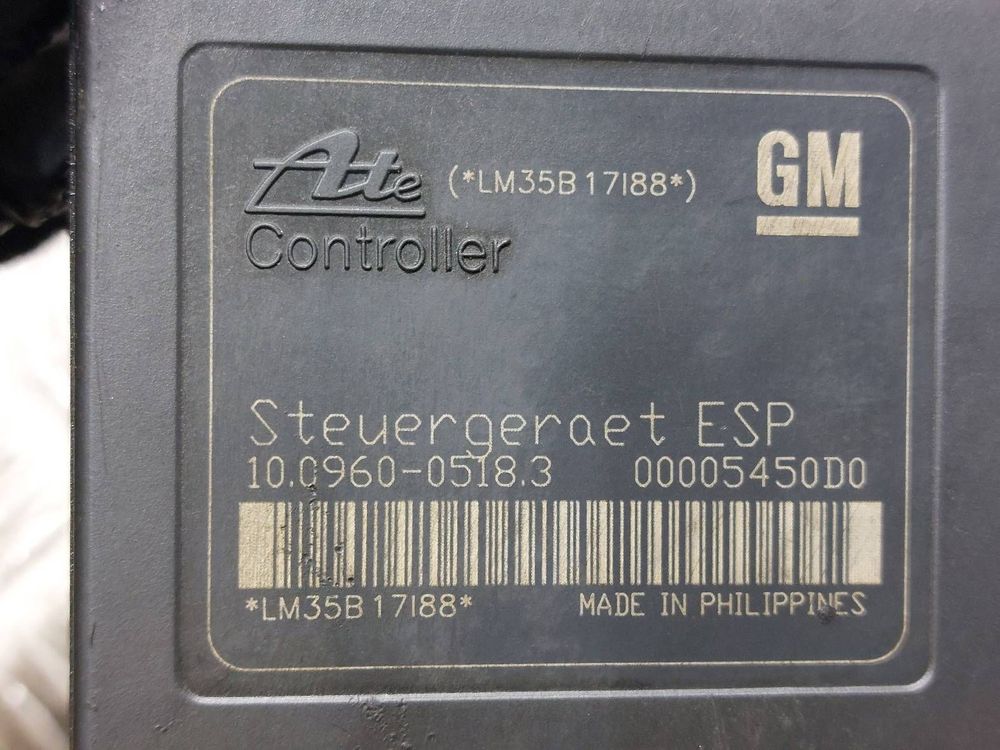 Ate (*LM35B17188*) GM
Controller
Steuergeraet ESP
10.0960-0518.3 00005450D0
*LM35B17188*  MADE IN PHILIPPINES